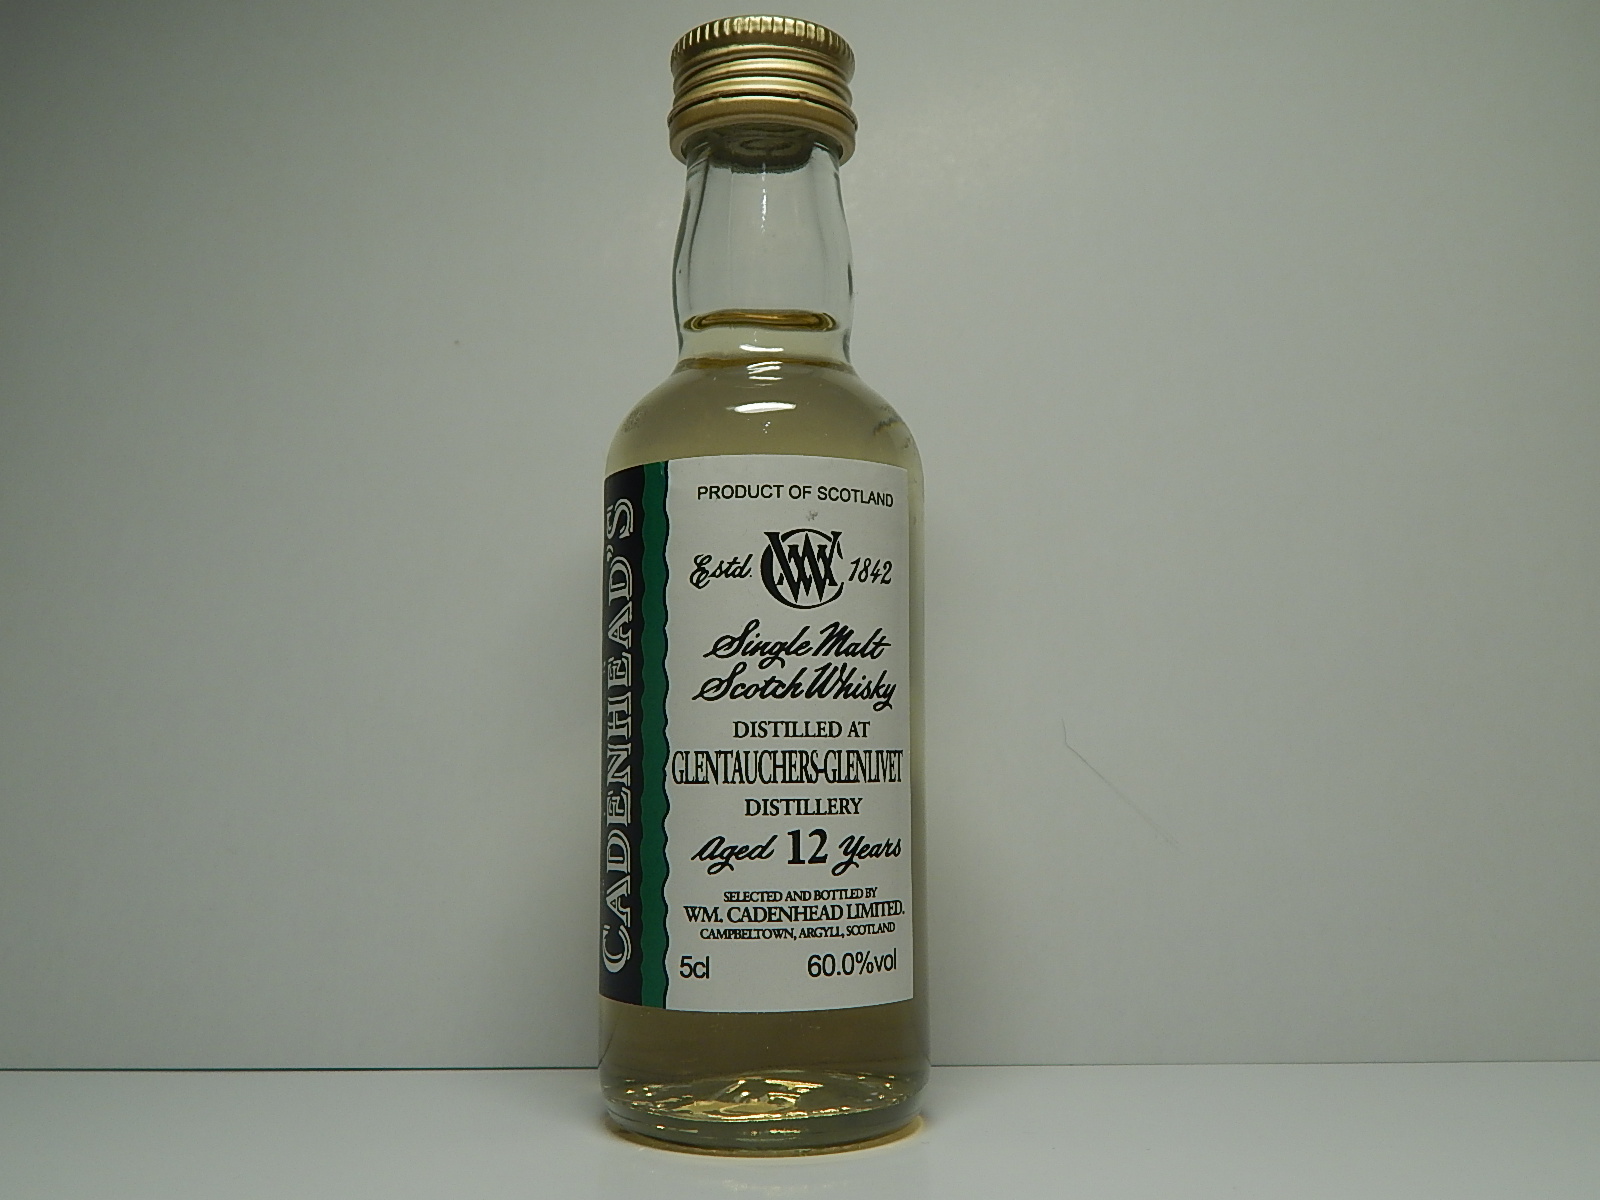 CADENHEAD'S
PRODUCT OF SCOTLAND
Estd. CWW 1842
Single Malt
Scotch Whisky
DISTILLED AT
GLENTAUCHERS-GLENLIVET
DISTILLERY
Aged 12 Years
SELECTED AND BOTTLED BY
WM. CADENHEAD LIMITED.
CAMPBELTOWN, ARGYLL, SCOTLAND
5cl 60.0%vol